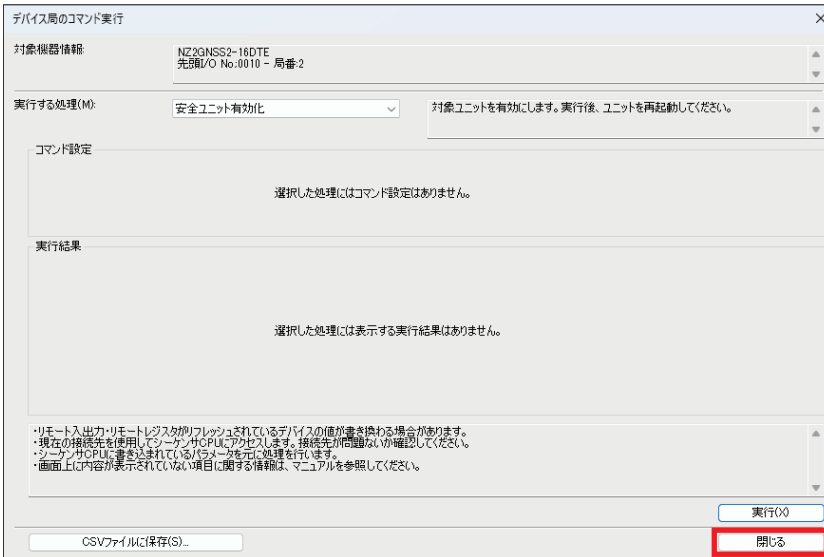 デバイス局のコマンド実行
対象機器情報:
NZ2GNSS2-16DTE
先頭I/O No.:0010 - 局番:2
実行する処理(M):
安全ユニット有効化
対象ユニットを有効にします。実行後、ユニットを再起動してください。
コマンド設定
選択した処理にはコマンド設定はありません。
実行結果
選択した処理には表示する実行結果はありません。
・リモート入出力・リモートレジスタがリフレッシュされているデバイスの値が書き換わる場合があります。
・現在の接続先を使用してシーケンサCPUにアクセスします。接続先が問題ないか確認してください。
・シーケンサCPUに書き込まれているパラメータを元に処理を行います。
・画面上に内容が表示されていない項目に関する情報は、マニュアルを参照してください。
実行(X)
CSVファイルに保存(S)...
閉じる